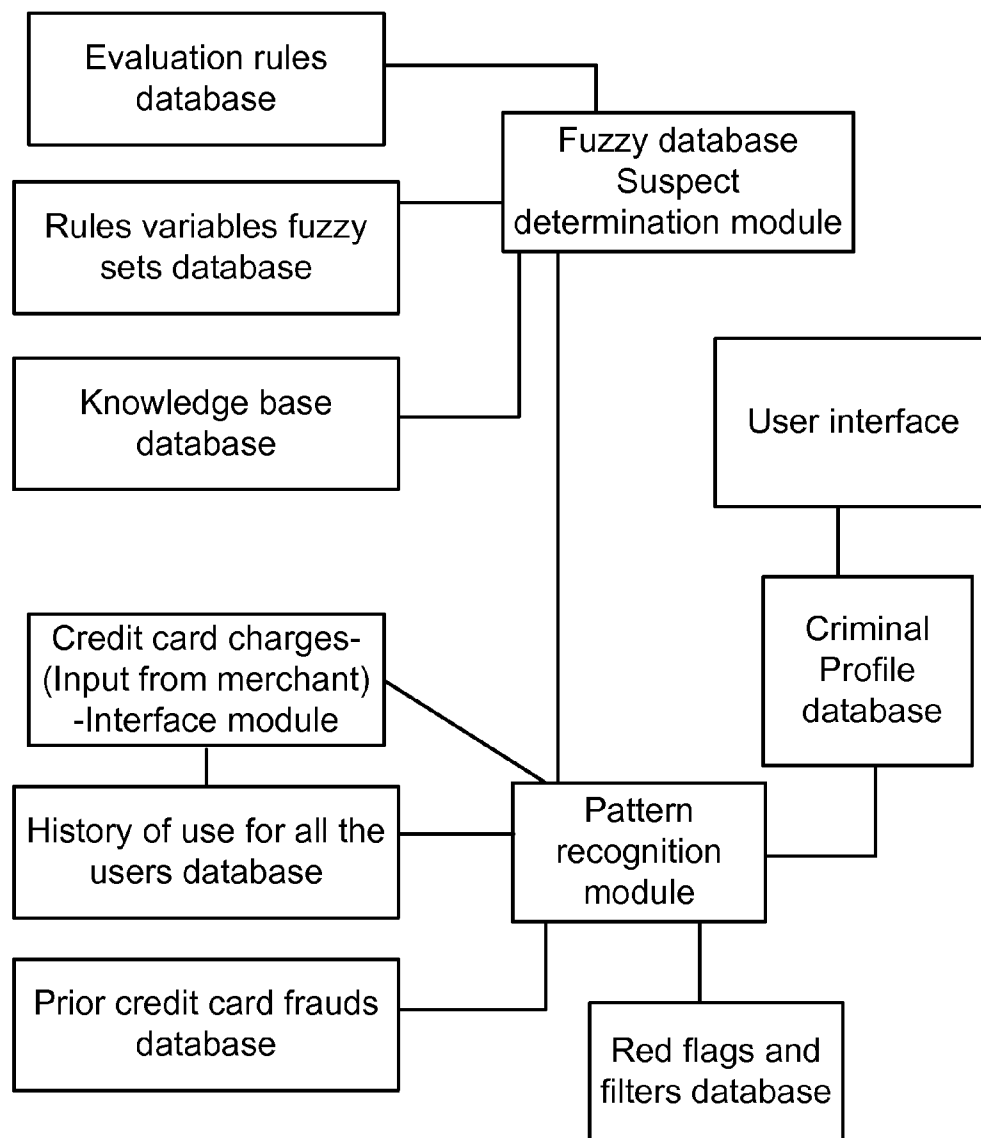 Evaluation rules
database
Fuzzy database
Suspect
determination module
Rules variables fuzzy
sets database
Knowledge base
database
User interface
Criminal
Profile
database
Credit card charges-
(Input from merchant)
-Interface module
History of use for all the
users database
Pattern
recognition
module
Prior credit card frauds
database
Red flags and
filters database